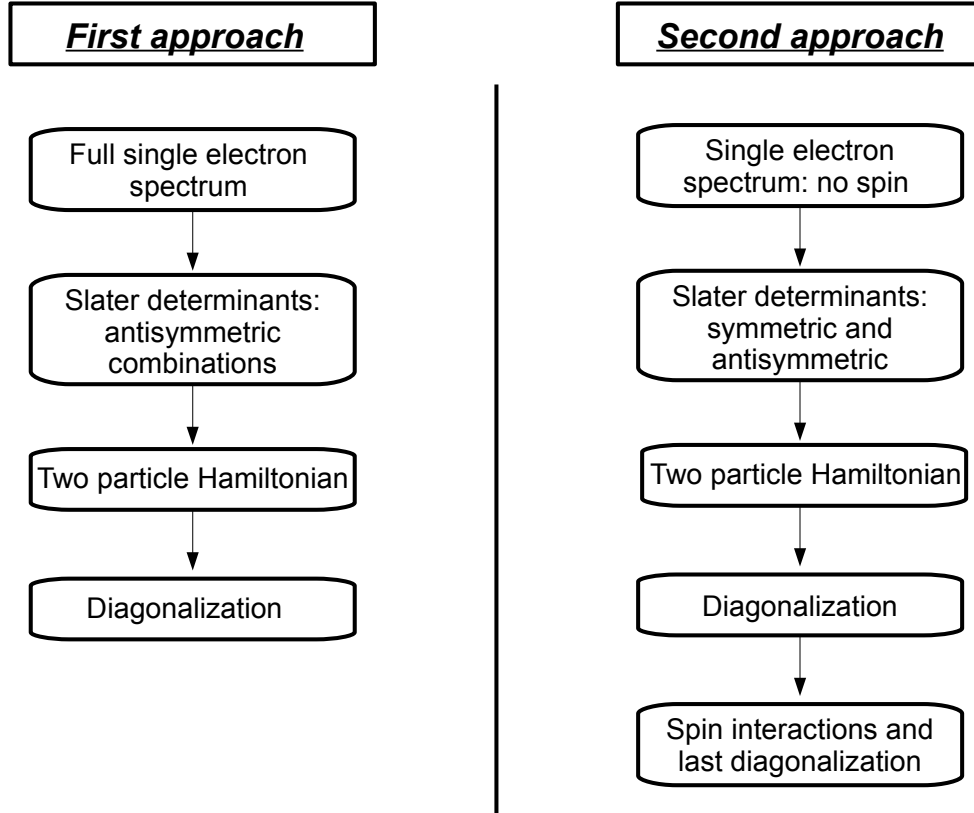 First approach
Full single electron
spectrum
Slater determinants:
antisymmetric
combinations
Two particle Hamiltonian
Diagonalization
Second approach
Single electron
spectrum: no spin
Slater determinants:
symmetric and
antisymmetric
Two particle Hamiltonian
Diagonalization
Spin interactions and
last diagonalization